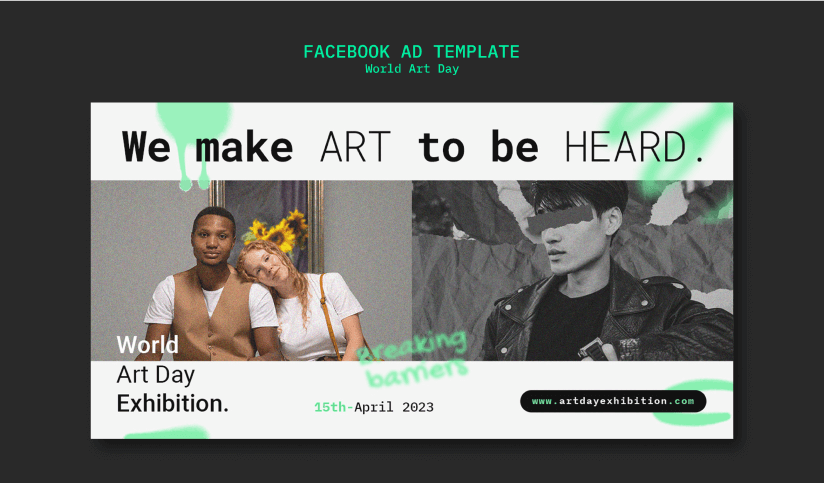 FACEBOOK AD TEMPLATE
World Art Day
We make ART to be HEARD.
Breaking
barriers
World
Art Day
Exhibition.
15th-April 2023
www.artdayexhibition.com